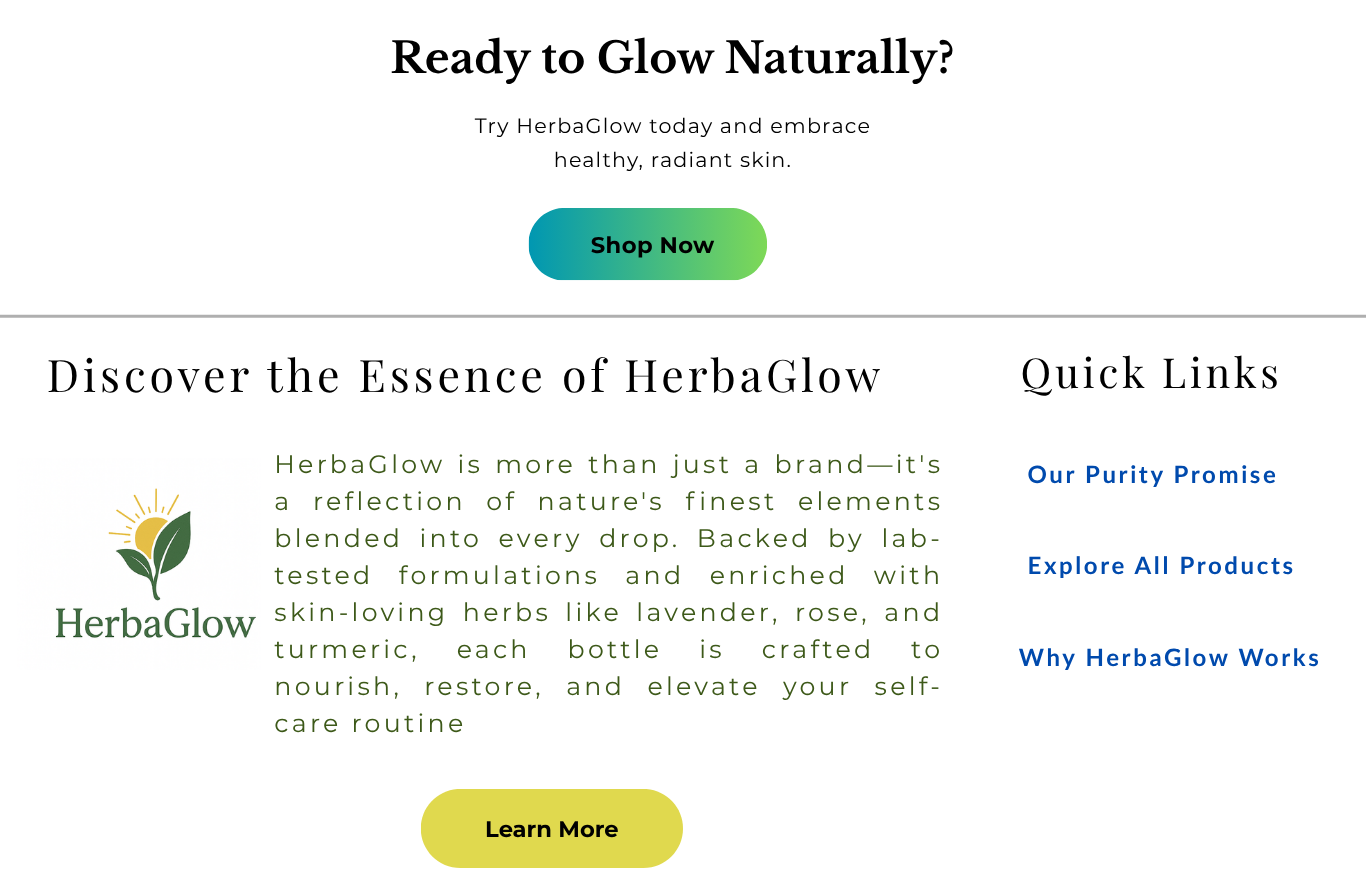 Ready to Glow Naturally?
Try HerbaGlow today and embrace
healthy, radiant skin.
Shop Now
Discover the Essence of HerbaGlow
HerbaGlow
HerbaGlow is more than just a brand—it's
a reflection of nature's finest elements
blended into every drop. Backed by lab-
tested formulations and enriched with
skin-loving herbs like lavender, rose, and
turmeric, each bottle is crafted to
nourish, restore, and elevate your self-
care routine
Learn More
Quick Links
Our Purity Promise
Explore All Products
Why HerbaGlow Works